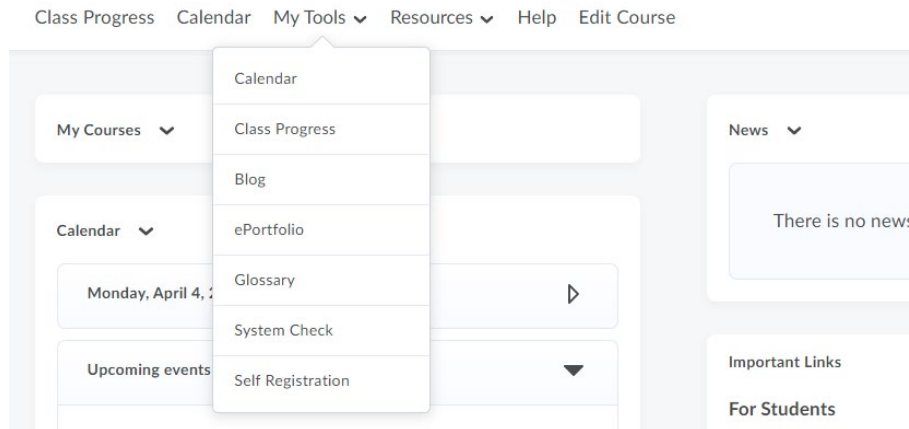 Class Progress Calendar My Tools Resources Help Edit Course
Calendar
Class Progress
Blog
ePortfolio
Glossary
System Check
Self Registration
My Courses
Calendar
Monday, April 4,
Upcoming events
News
There is no news
Important Links
For Students